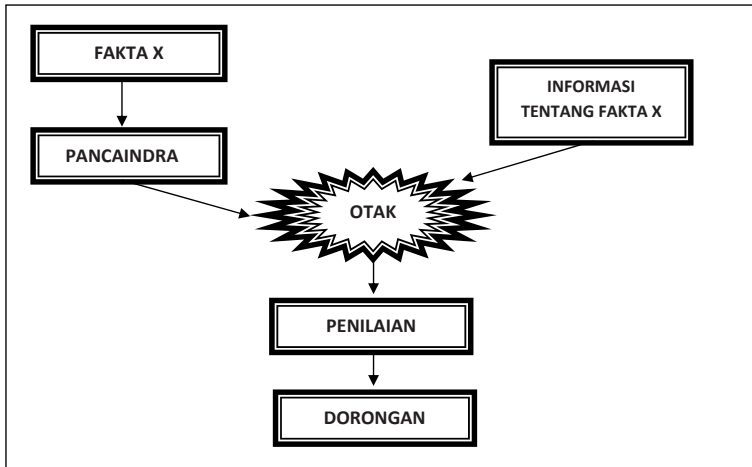 FAKTA X
INFORMASI
TENTANG FAKTA X
PANCAINDRA
OTAK
PENILAIAN
DORONGAN